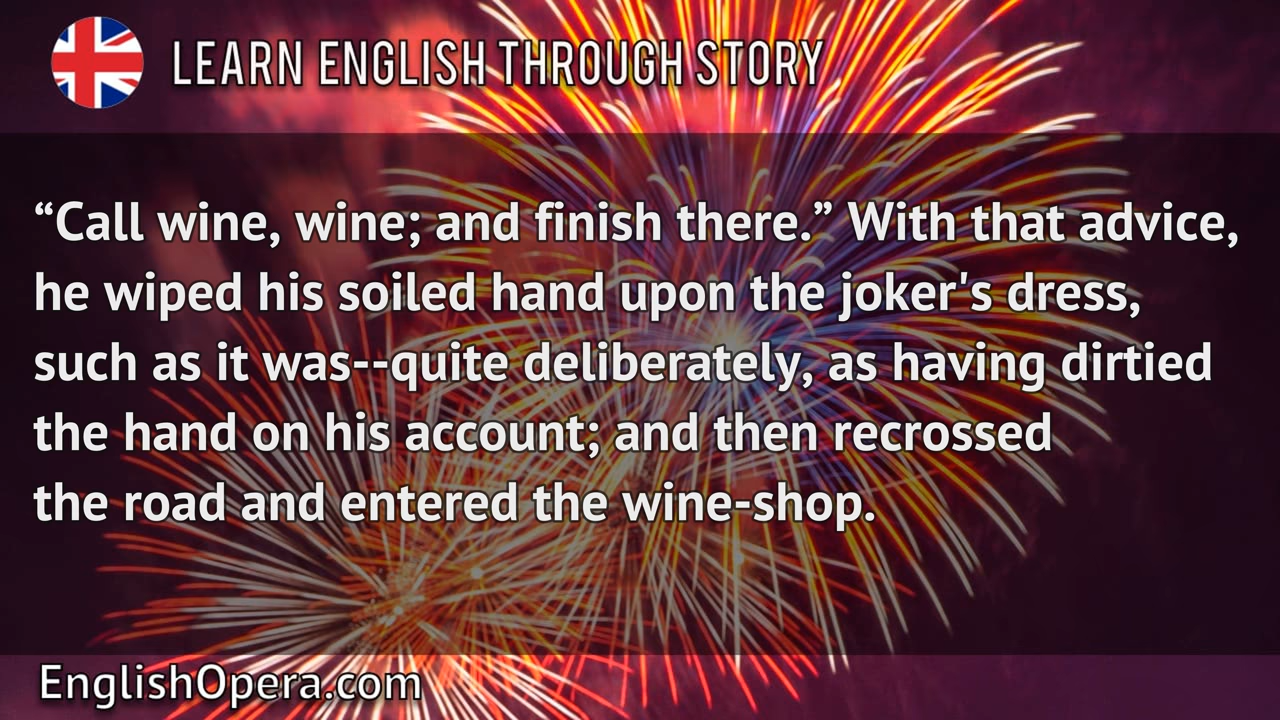 LEARN ENGLISH THROUGH STORY
“Call wine, wine; and finish there.” With that advice,
he wiped his soiled hand upon the joker's dress,
such as it was--quite deliberately, as having dirtied
the hand on his account; and then recrossed
the road and entered the wine-shop.
EnglishOpera.com